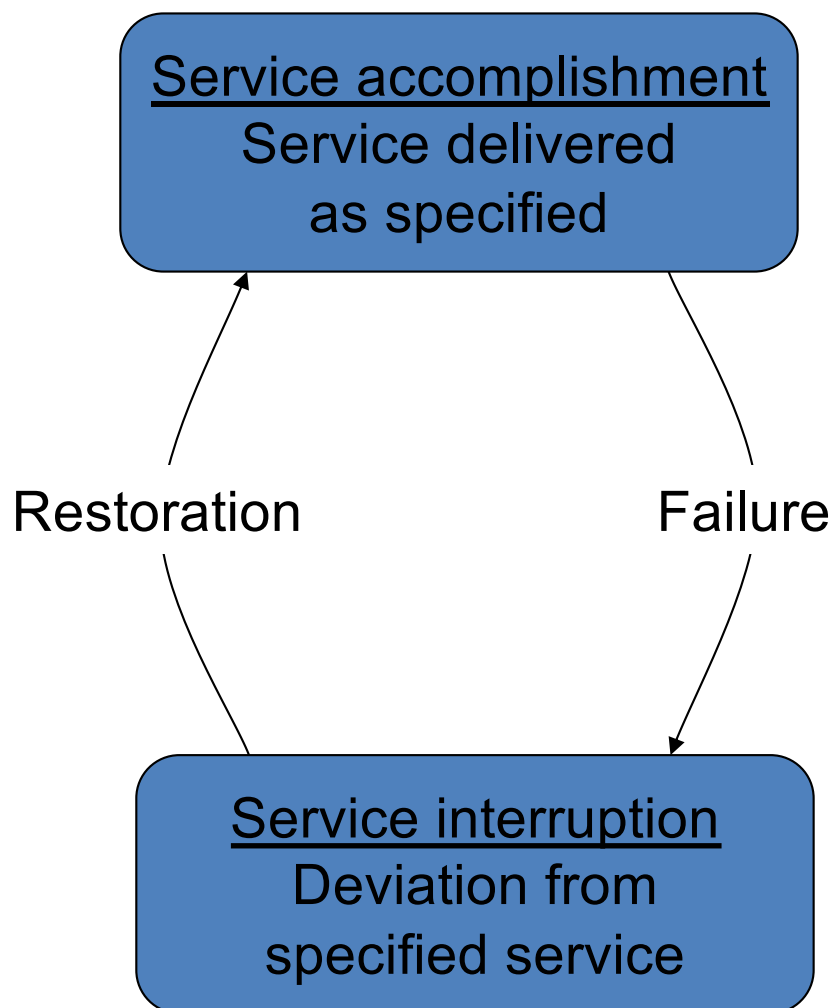 Service accomplishment
Service delivered
as specified
Restoration
Failure
Service interruption
Deviation from
specified service